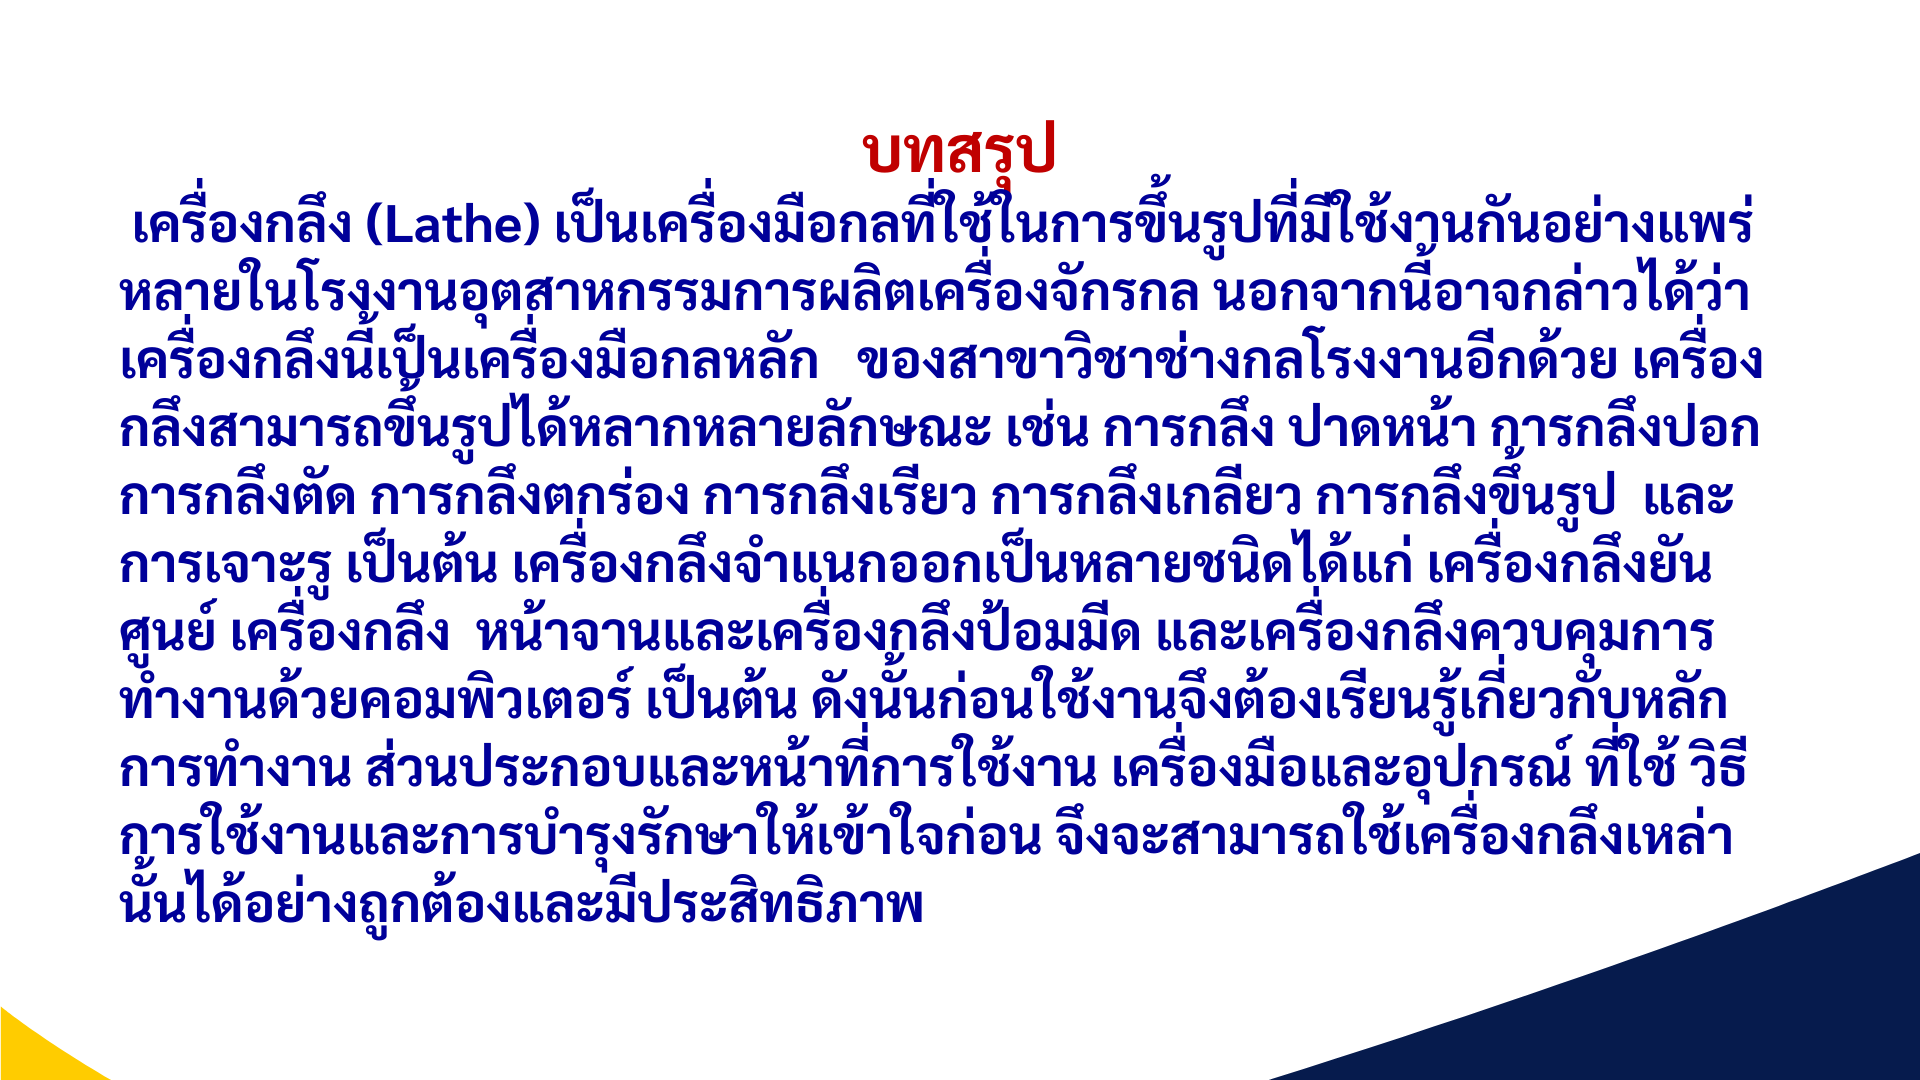 บทสรุป
เครื่องกลึง (Lathe) เป็นเครื่องมือกลที่ใช้ในการขึ้นรูปที่มีใช้งานกันอย่างแพร่
หลายในโรงงานอุตสาหกรรมการผลิตเครื่องจักรกล นอกจากนี้อาจกล่าวได้ว่า
เครื่องกลึงนี้เป็นเครื่องมือกลหลัก   ของสาขาวิชาช่างกลโรงงานอีกด้วย เครื่อง
กลึงสามารถขึ้นรูปได้หลากหลายลักษณะ เช่น การกลึง ปาดหน้า การกลึงปอก
การกลึงตัด การกลึงตกร่อง การกลึงเรียว การกลึงเกลียว การกลึงขึ้นรูป  และ
การเจาะรู เป็นต้น เครื่องกลึงจำแนกออกเป็นหลายชนิดได้แก่ เครื่องกลึงยัน
ศูนย์ เครื่องกลึง  หน้าจานและเครื่องกลึงป้อมมีด และเครื่องกลึงควบคุมการ
ทำงานด้วยคอมพิวเตอร์ เป็นต้น ดังนั้นก่อนใช้งานจึงต้องเรียนรู้เกี่ยวกับหลัก
การทำงาน ส่วนประกอบและหน้าที่การใช้งาน เครื่องมือและอุปกรณ์ ที่ใช้ วิธี
การใช้งานและการบำรุงรักษาให้เข้าใจก่อน จึงจะสามารถใช้เครื่องกลึงเหล่า
นั้นได้อย่างถูกต้องและมีประสิทธิภาพ